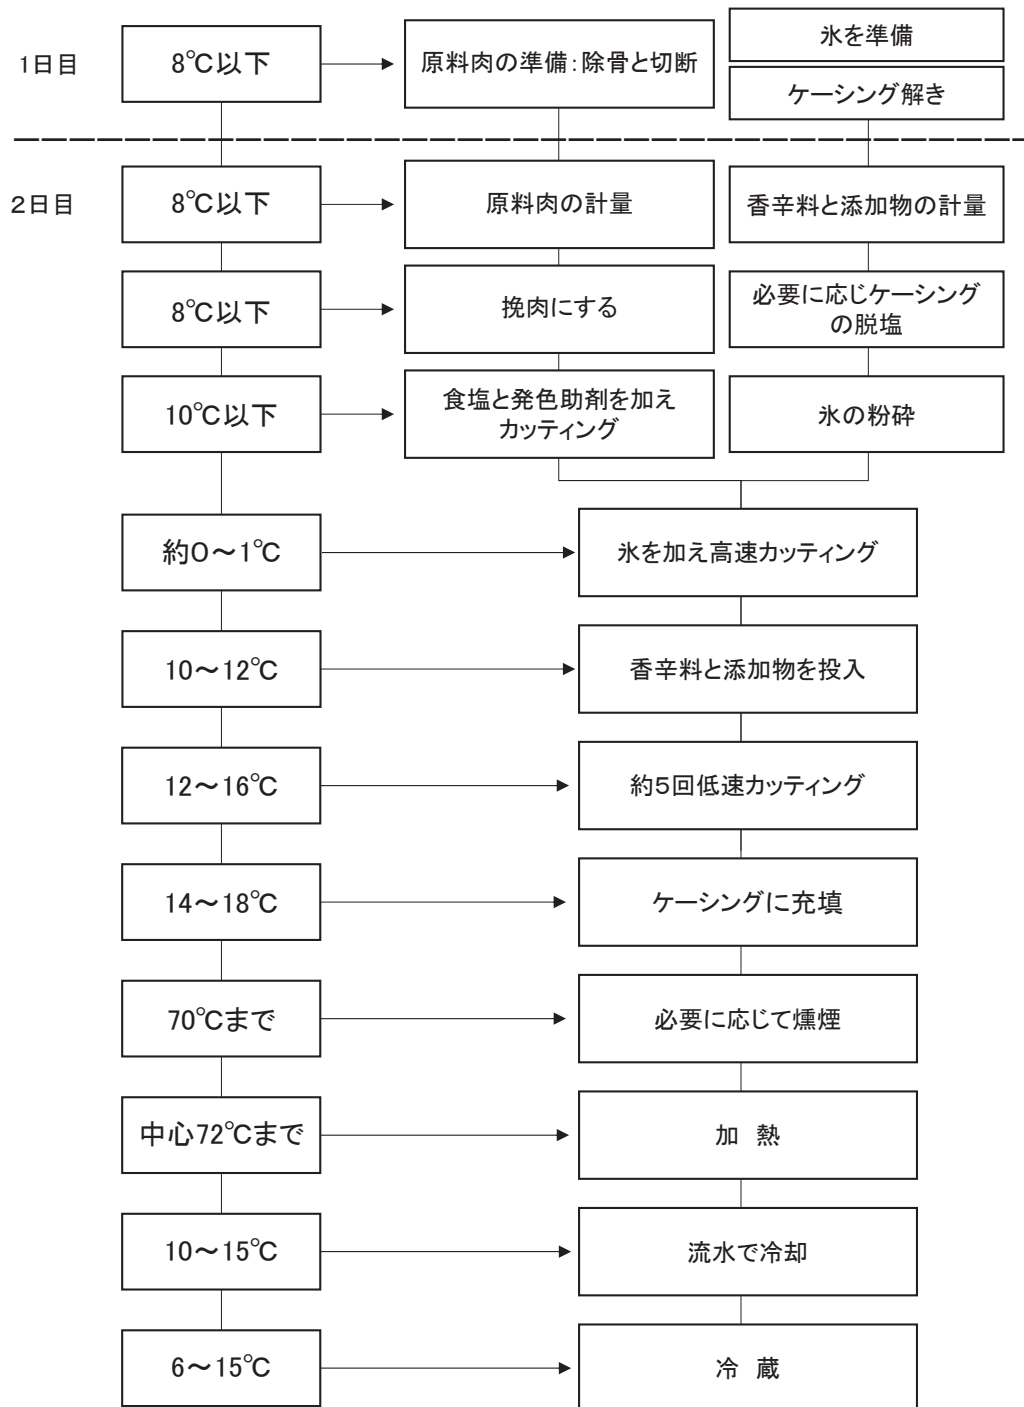 1日目
8℃以下
原料肉の準備:除骨と切断
氷を準備
ケーシング解き
2日目
8℃以下
原料肉の計量
香辛料と添加物の計量
8℃以下
挽肉にする
必要に応じケーシング
の脱塩
10℃以下
食塩と発色助剤を加え
カッティング
氷の粉砕
約0～1℃
氷を加え高速カッティング
10～12℃
香辛料と添加物を投入
12～16℃
約5回低速カッティング
14～18℃
ケーシングに充填
70℃まで
必要に応じて燻煙
中心72℃まで
加　熱
10～15℃
流水で冷却
6～15℃
冷　蔵